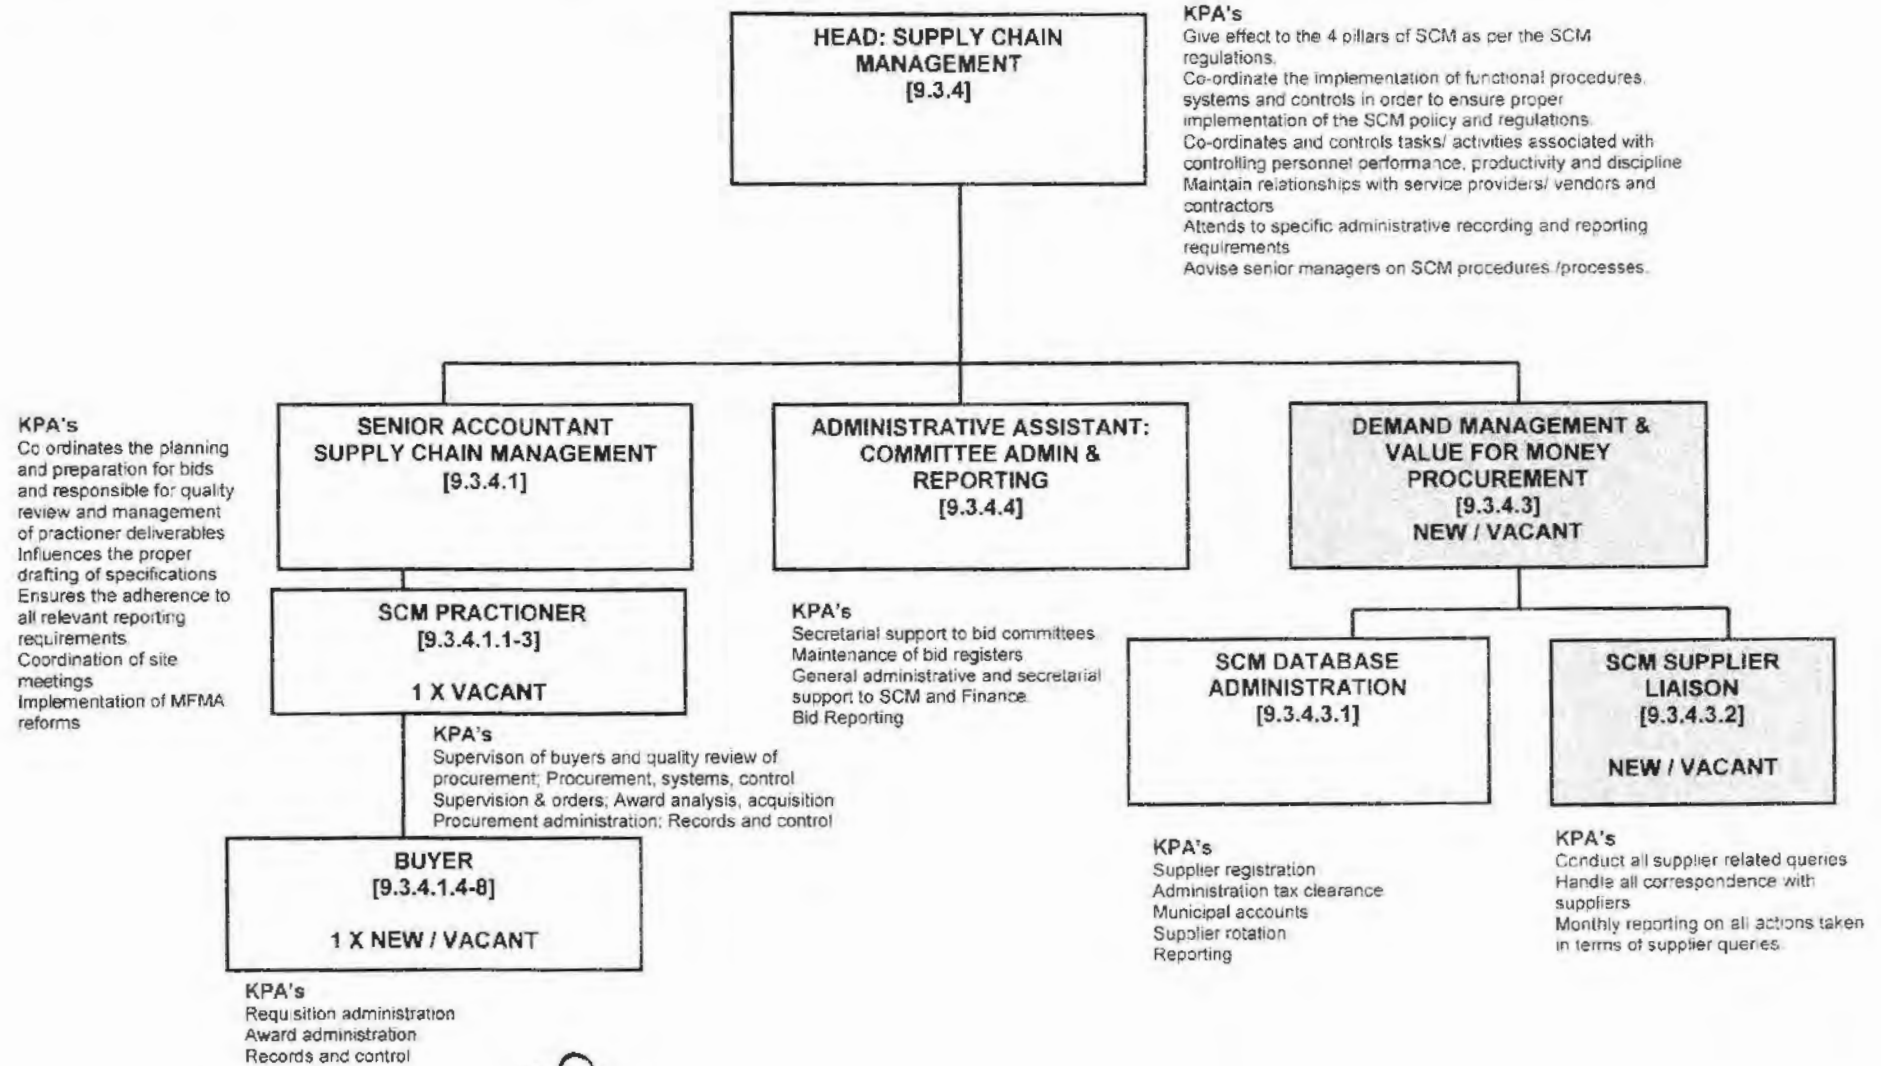 HEAD: SUPPLY CHAIN
MANAGEMENT
[9.3.4]
KPA's
Give effect to the 4 pillars of SCM as per the SCM
regulations.
Co-ordinate the implementation of functional procedures,
systems and controls in order to ensure proper
implementation of the SCM policy and regulations.
Co-ordinates and controls tasks/ activities associated with
controlling personnel performance, productivity and discipline
Maintain relationships with service providers/ vendors and
contractors
Attends to specific administrative recording and reporting
requirements
Advise senior managers on SCM procedures /processes.
KPA's
Co ordinates the planning
and preparation for bids
and responsible for quality
review and management
of practioner deliverables
Influences the proper
drafting of specifications
Ensures the adherence to
all relevant reporting
requirements
Coordination of site
meetings
Implementation of MFMA
reforms
SENIOR ACCOUNTANT
SUPPLY CHAIN MANAGEMENT
[9.3.4.1]
SCM PRACTIONER
[9.3.4.1.1-3]
1 X VACANT
KPA's
Supervison of buyers and quality review of
procurement; Procurement, systems, control
Supervision & orders; Award analysis, acquisition
Procurement administration; Records and control
BUYER
[9.3.4.1.4-8]
1 X NEW / VACANT
KPA's
Requisition administration
Award administration
Records and control
ADMINISTRATIVE ASSISTANT:
COMMITTEE ADMIN &
REPORTING
[9.3.4.4]
KPA's
Secretarial support to bid committees
Maintenance of bid registers
General administrative and secretarial
support to SCM and Finance
Bid Reporting
DEMAND MANAGEMENT &
VALUE FOR MONEY
PROCUREMENT
[9.3.4.3]
NEW / VACANT
SCM DATABASE
ADMINISTRATION
[9.3.4.3.1]
KPA's
Supplier registration
Administration tax clearance
Municipal accounts
Supplier rotation
Reporting
SCM SUPPLIER
LIAISON
[9.3.4.3.2]
NEW / VACANT
KPA's
Conduct all supplier related queries
Handle all correspondence with
suppliers
Monthly reporting on all actions taken
in terms of supplier queries